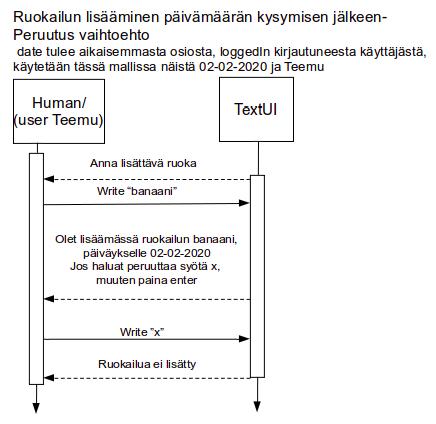 Ruokailun lisääminen päivämäärän kysymisen jälkeen-
Peruutus vaihtoehto
date tulee aikaisemmasta osiosta, loggedIn kirjautuneesta käyttäjästä,
käytetään tässä mallissa näistä 02-02-2020 ja Teemu
Human/
(user Teemu)
TextUI
Anna lisättävä ruoka
Write “banaani”
Olet lisäämässä ruokailun banaani,
päiväykselle 02-02-2020
Jos haluat peruuttaa syötä x,
muuten paina enter
Write ”x”
Ruokailua ei lisätty